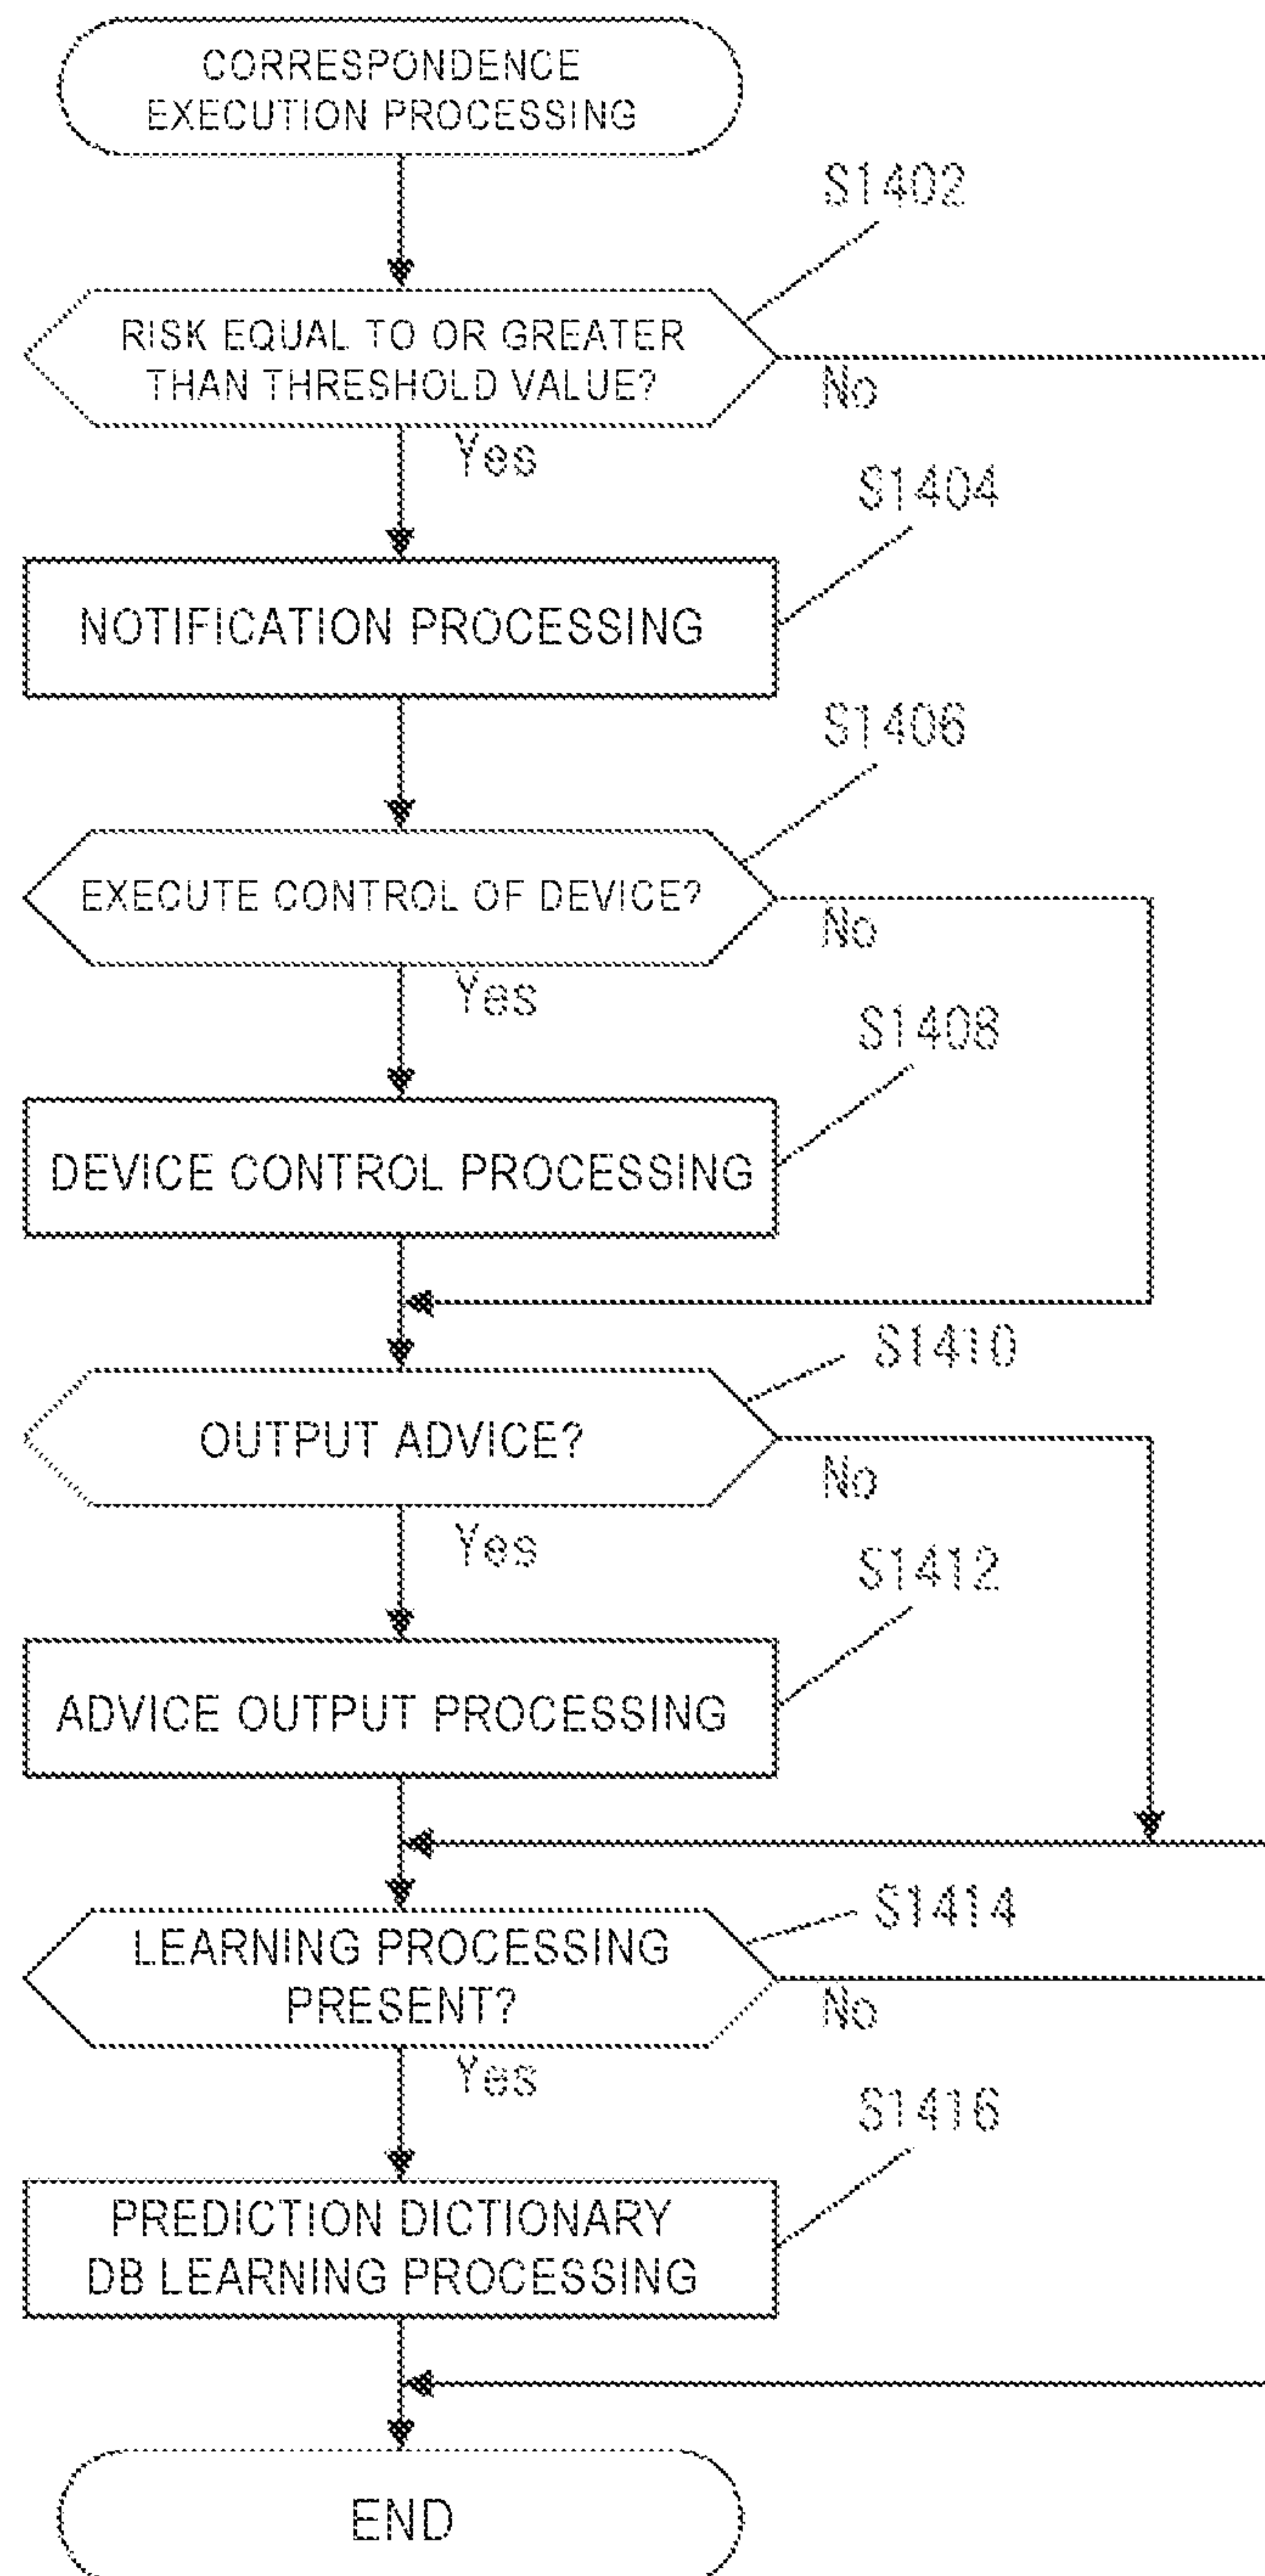 CORRESPONDENCE
EXECUTION PROCESSING
S1402
RISK EQUAL TO OR GREATER
THAN THRESHOLD VALUE?
No
Yes
S1404
NOTIFICATION PROCESSING
S1406
EXECUTE CONTROL OF DEVICE?
No
Yes
S1408
DEVICE CONTROL PROCESSING
S1410
OUTPUT ADVICE?
No
Yes
S1412
ADVICE OUTPUT PROCESSING
S1414
LEARNING PROCESSING
PRESENT?
No
Yes
S1416
PREDICTION DICTIONARY
DB LEARNING PROCESSING
END